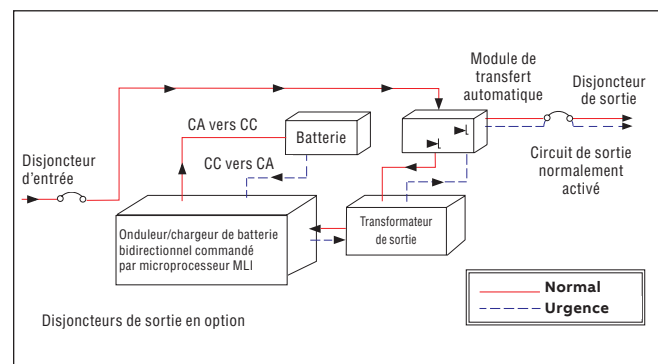 Module de
transfert
automatique
Disjoncteur
de sortie
CA vers CC
Batterie
CC vers CA
Disjoncteur
d'entrée
Circuit de sortie
normalement
activé
Onduleur/chargeur de batterie
bidirectionnel commandé
par microprocesseur MLI
Transformateur
de sortie
Normal
Urgence
Disjoncteurs de sortie en option